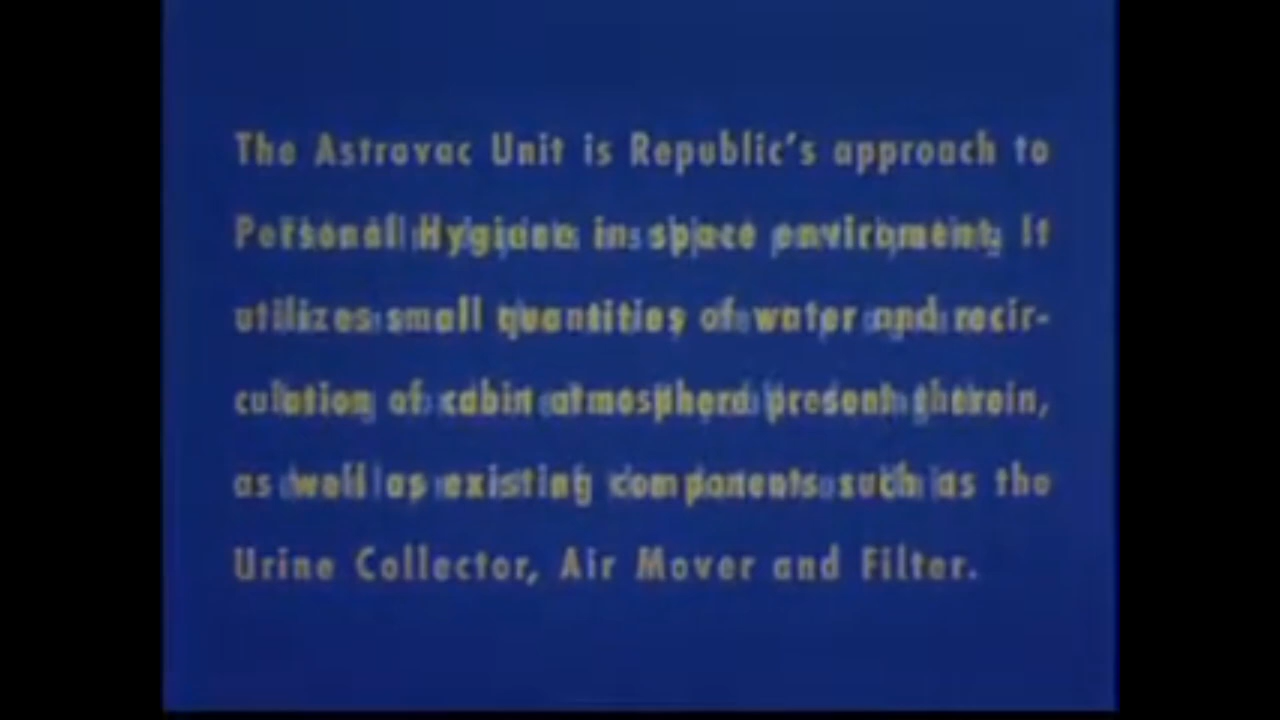 The Astravac Unit is Republic's approach to
Personal Hygiene in space enviroment. It
utilizes small quantities of water and recir-
culation of cabin atmosphere present therein,
as well as existing components such as the
Urine Collector, Air Mover and Filter.